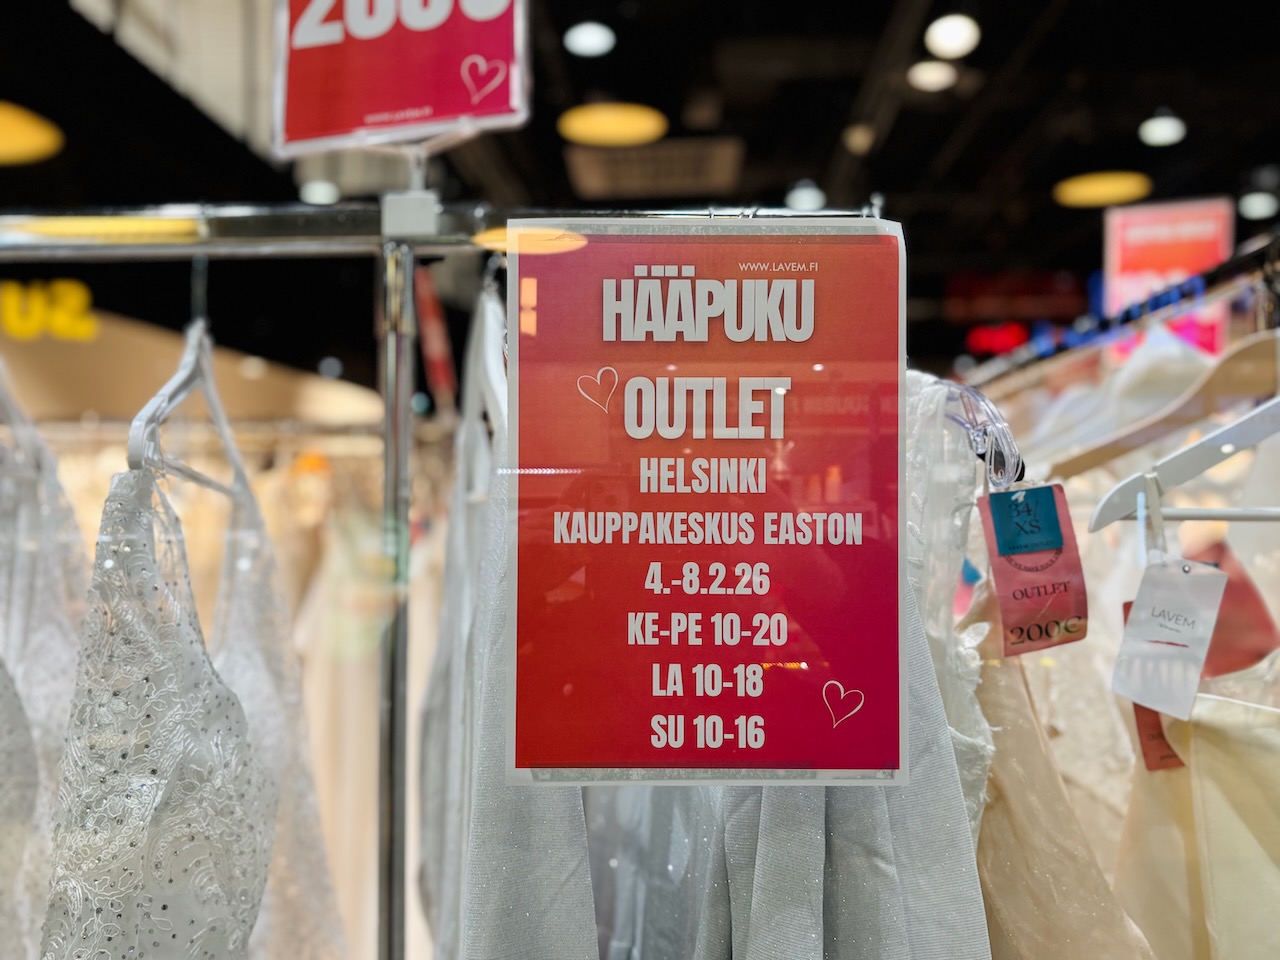 WWW.LAVEM.FI
HÄÄPUKU
OUTLET
HELSINKI
KAUPPAKESKUS EASTON
4.-8.2.26
KE-PE 10-20
LA 10-18
SU 10-16
34/
XS
OUTLET
200€
LAVEM